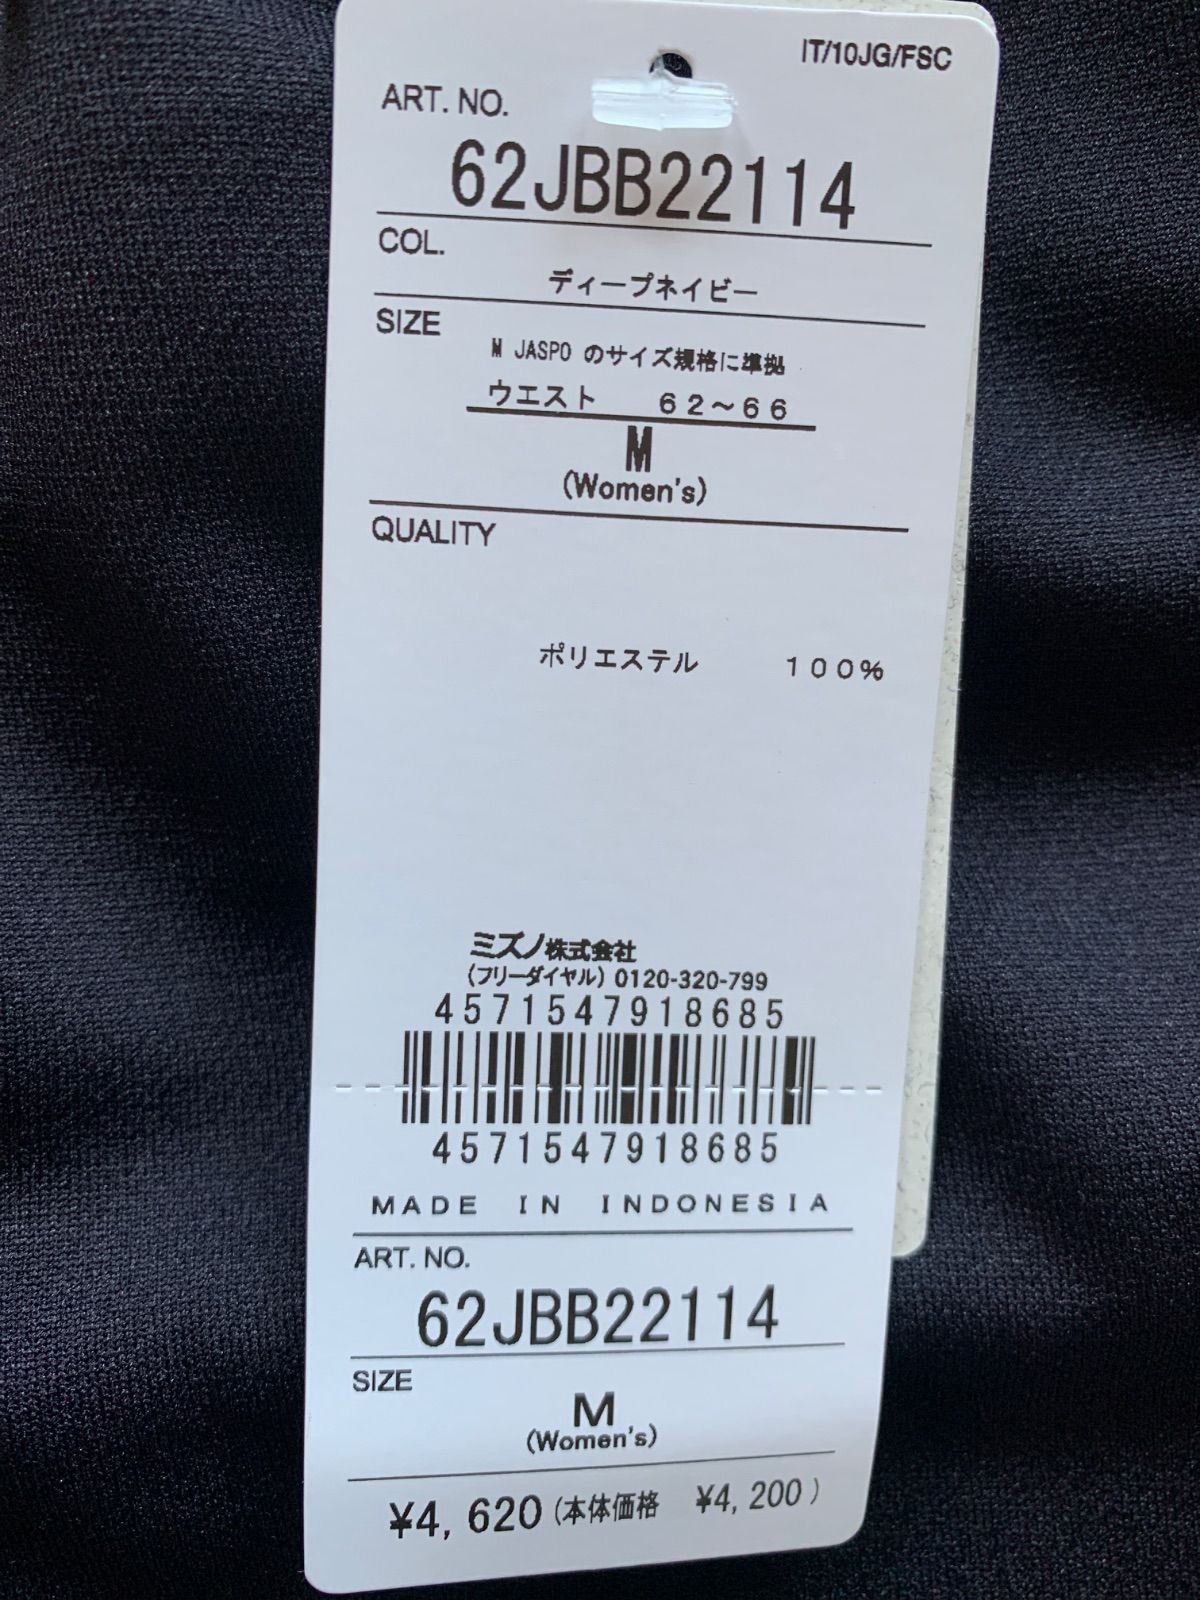 IT/10JG/FSC
ART. NO.
62JBB22114
COL.
ディープネイビー
SIZE
M JASPO のサイズ規格に準拠
ウエスト 62~66
M
(Women's)
QUALITY
ポリエステル 100%
ミズノ株式会社
(フリーダイヤル) 0120-320-799
4571547918685
4571547918685
MADE IN INDONESIA
ART. NO.
62JBB22114
SIZE
M
(Women's)
¥4,620 (本体価格 ¥4,200)